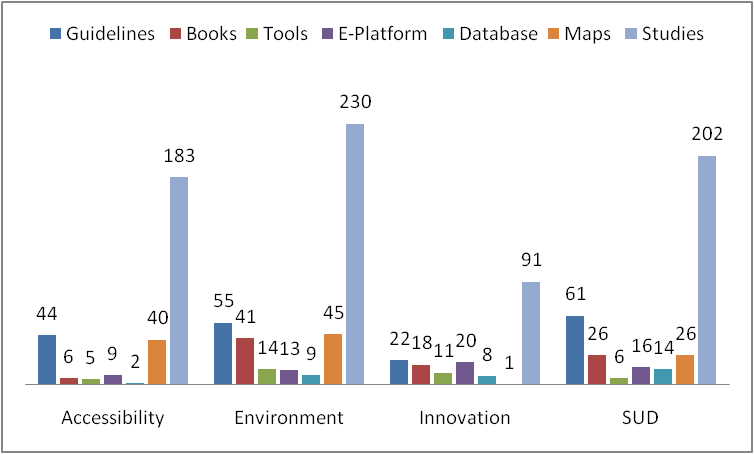 Guidelines Books Tools E-Platform Database Maps Studies
44 6 5 9 2 40 183
55 41 14 13 9 45 230
22 18 11 20 8 1 91
61 26 6 16 14 26 202
Accessibility Environment Innovation SUD